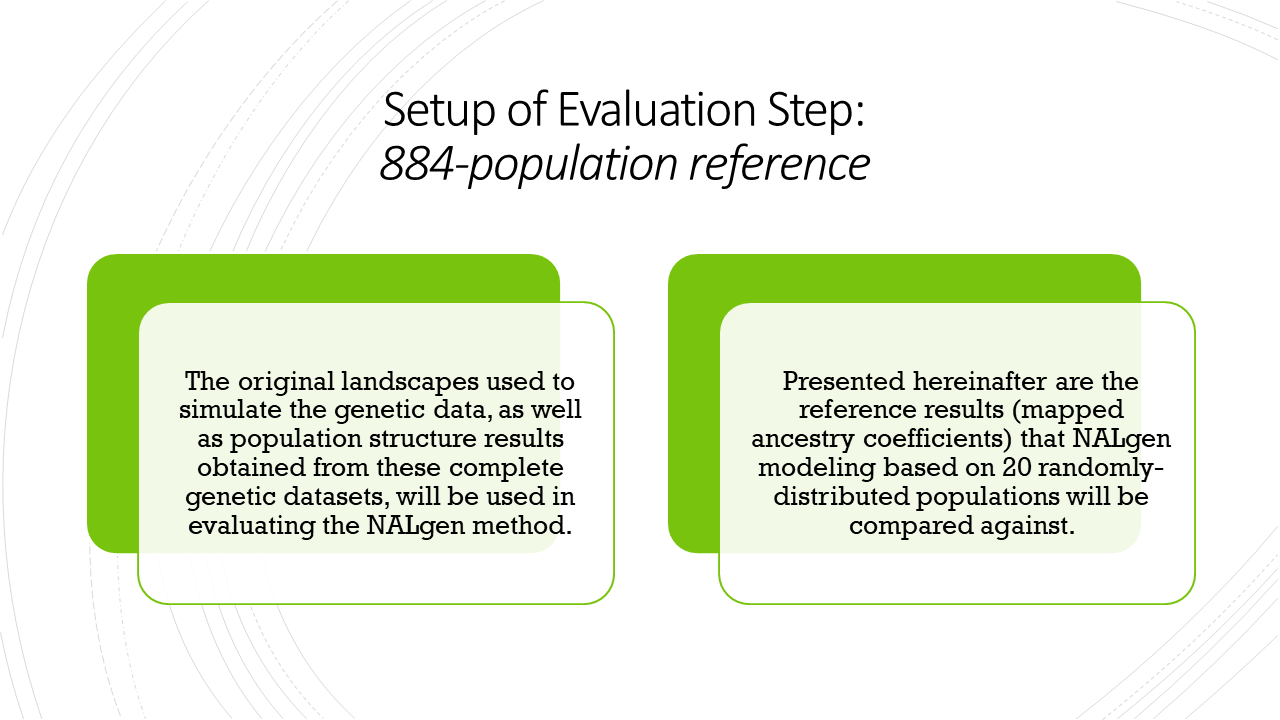 Setup of Evaluation Step:
884-population reference
The original landscapes used to
simulate the genetic data, as well
as population structure results
obtained from these complete
genetic datasets, will be used in
evaluating the NALgen method.
Presented hereinafter are the
reference results (mapped
ancestry coefficients) that NALgen
modeling based on 20 randomly-
distributed populations will be
compared against.